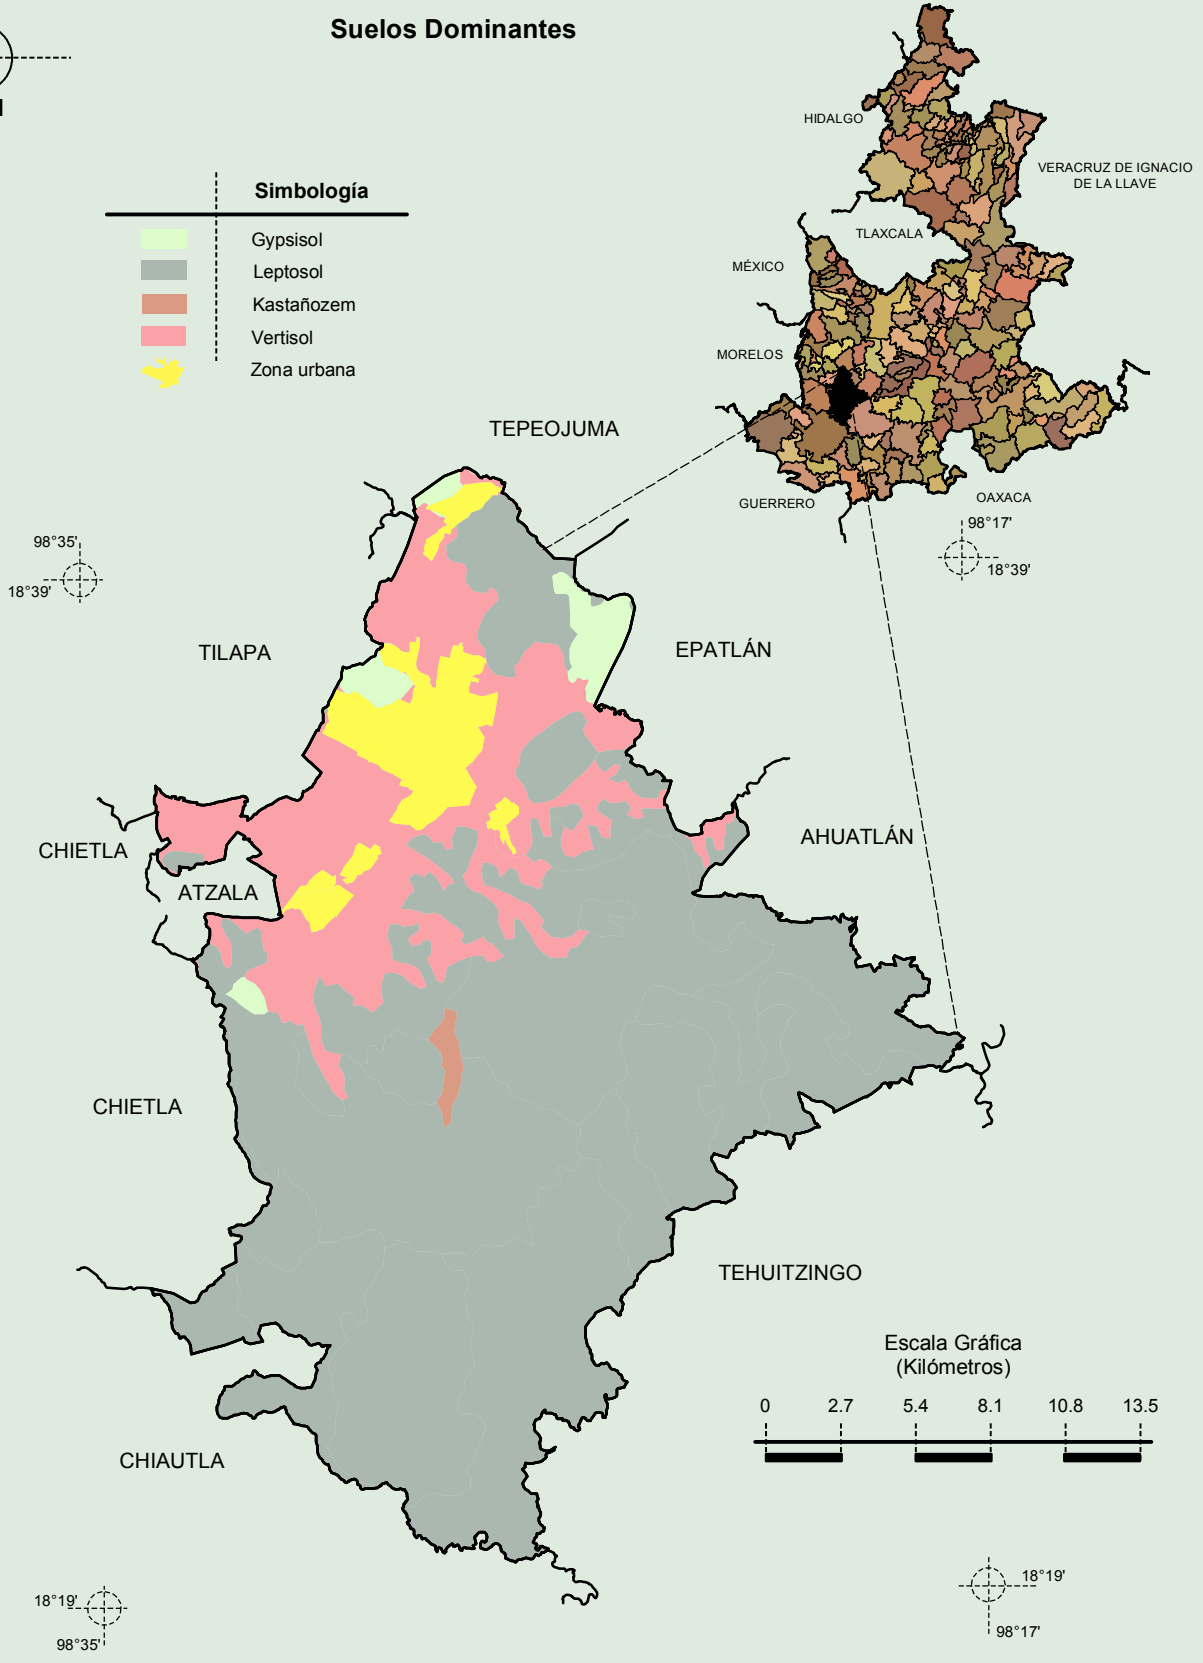 Suelos Dominantes
Simbología
Gypsisol
Leptosol
Kastañozem
Vertisol
Zona urbana
HIDALGO
VERACRUZ DE IGNACIO
DE LA LLAVE
TLAXCALA
MÉXICO
MORELOS
GUERRERO
OAXACA
TEPEOJUMA
98°35'
18°39'
98°17'
18°39'
TILAPA
EPATLÁN
CHIETLA
ATZALA
AHUATLÁN
CHIETLA
TEHUITZINGO
CHIAUTLA
Escala Gráfica
(Kilómetros)
0 2.7 5.4 8.1 10.8 13.5
18°19'
98°35'
18°19'
98°17'